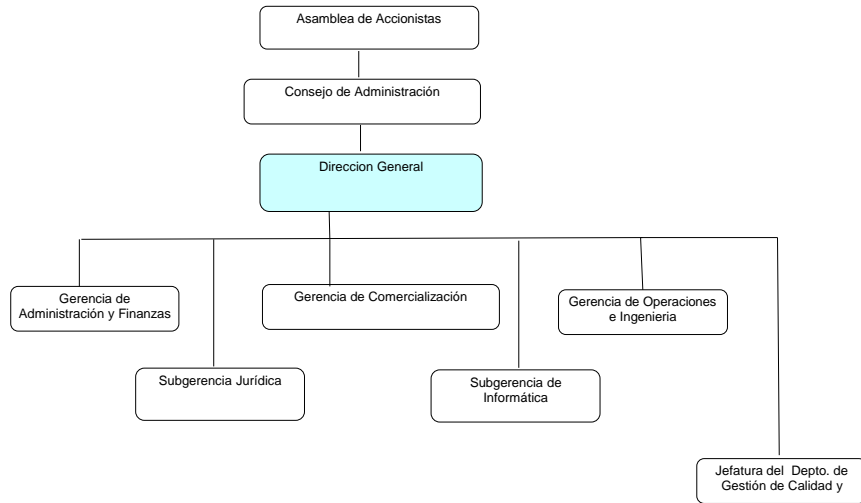 Asamblea de Accionistas
Consejo de Administración
Direccion General
Gerencia de
Administración y Finanzas
Gerencia de Comercialización
Gerencia de Operaciones
e Ingenieria
Subgerencia Jurídica
Subgerencia de
Informática
Jefatura del Depto. de
Gestión de Calidad y